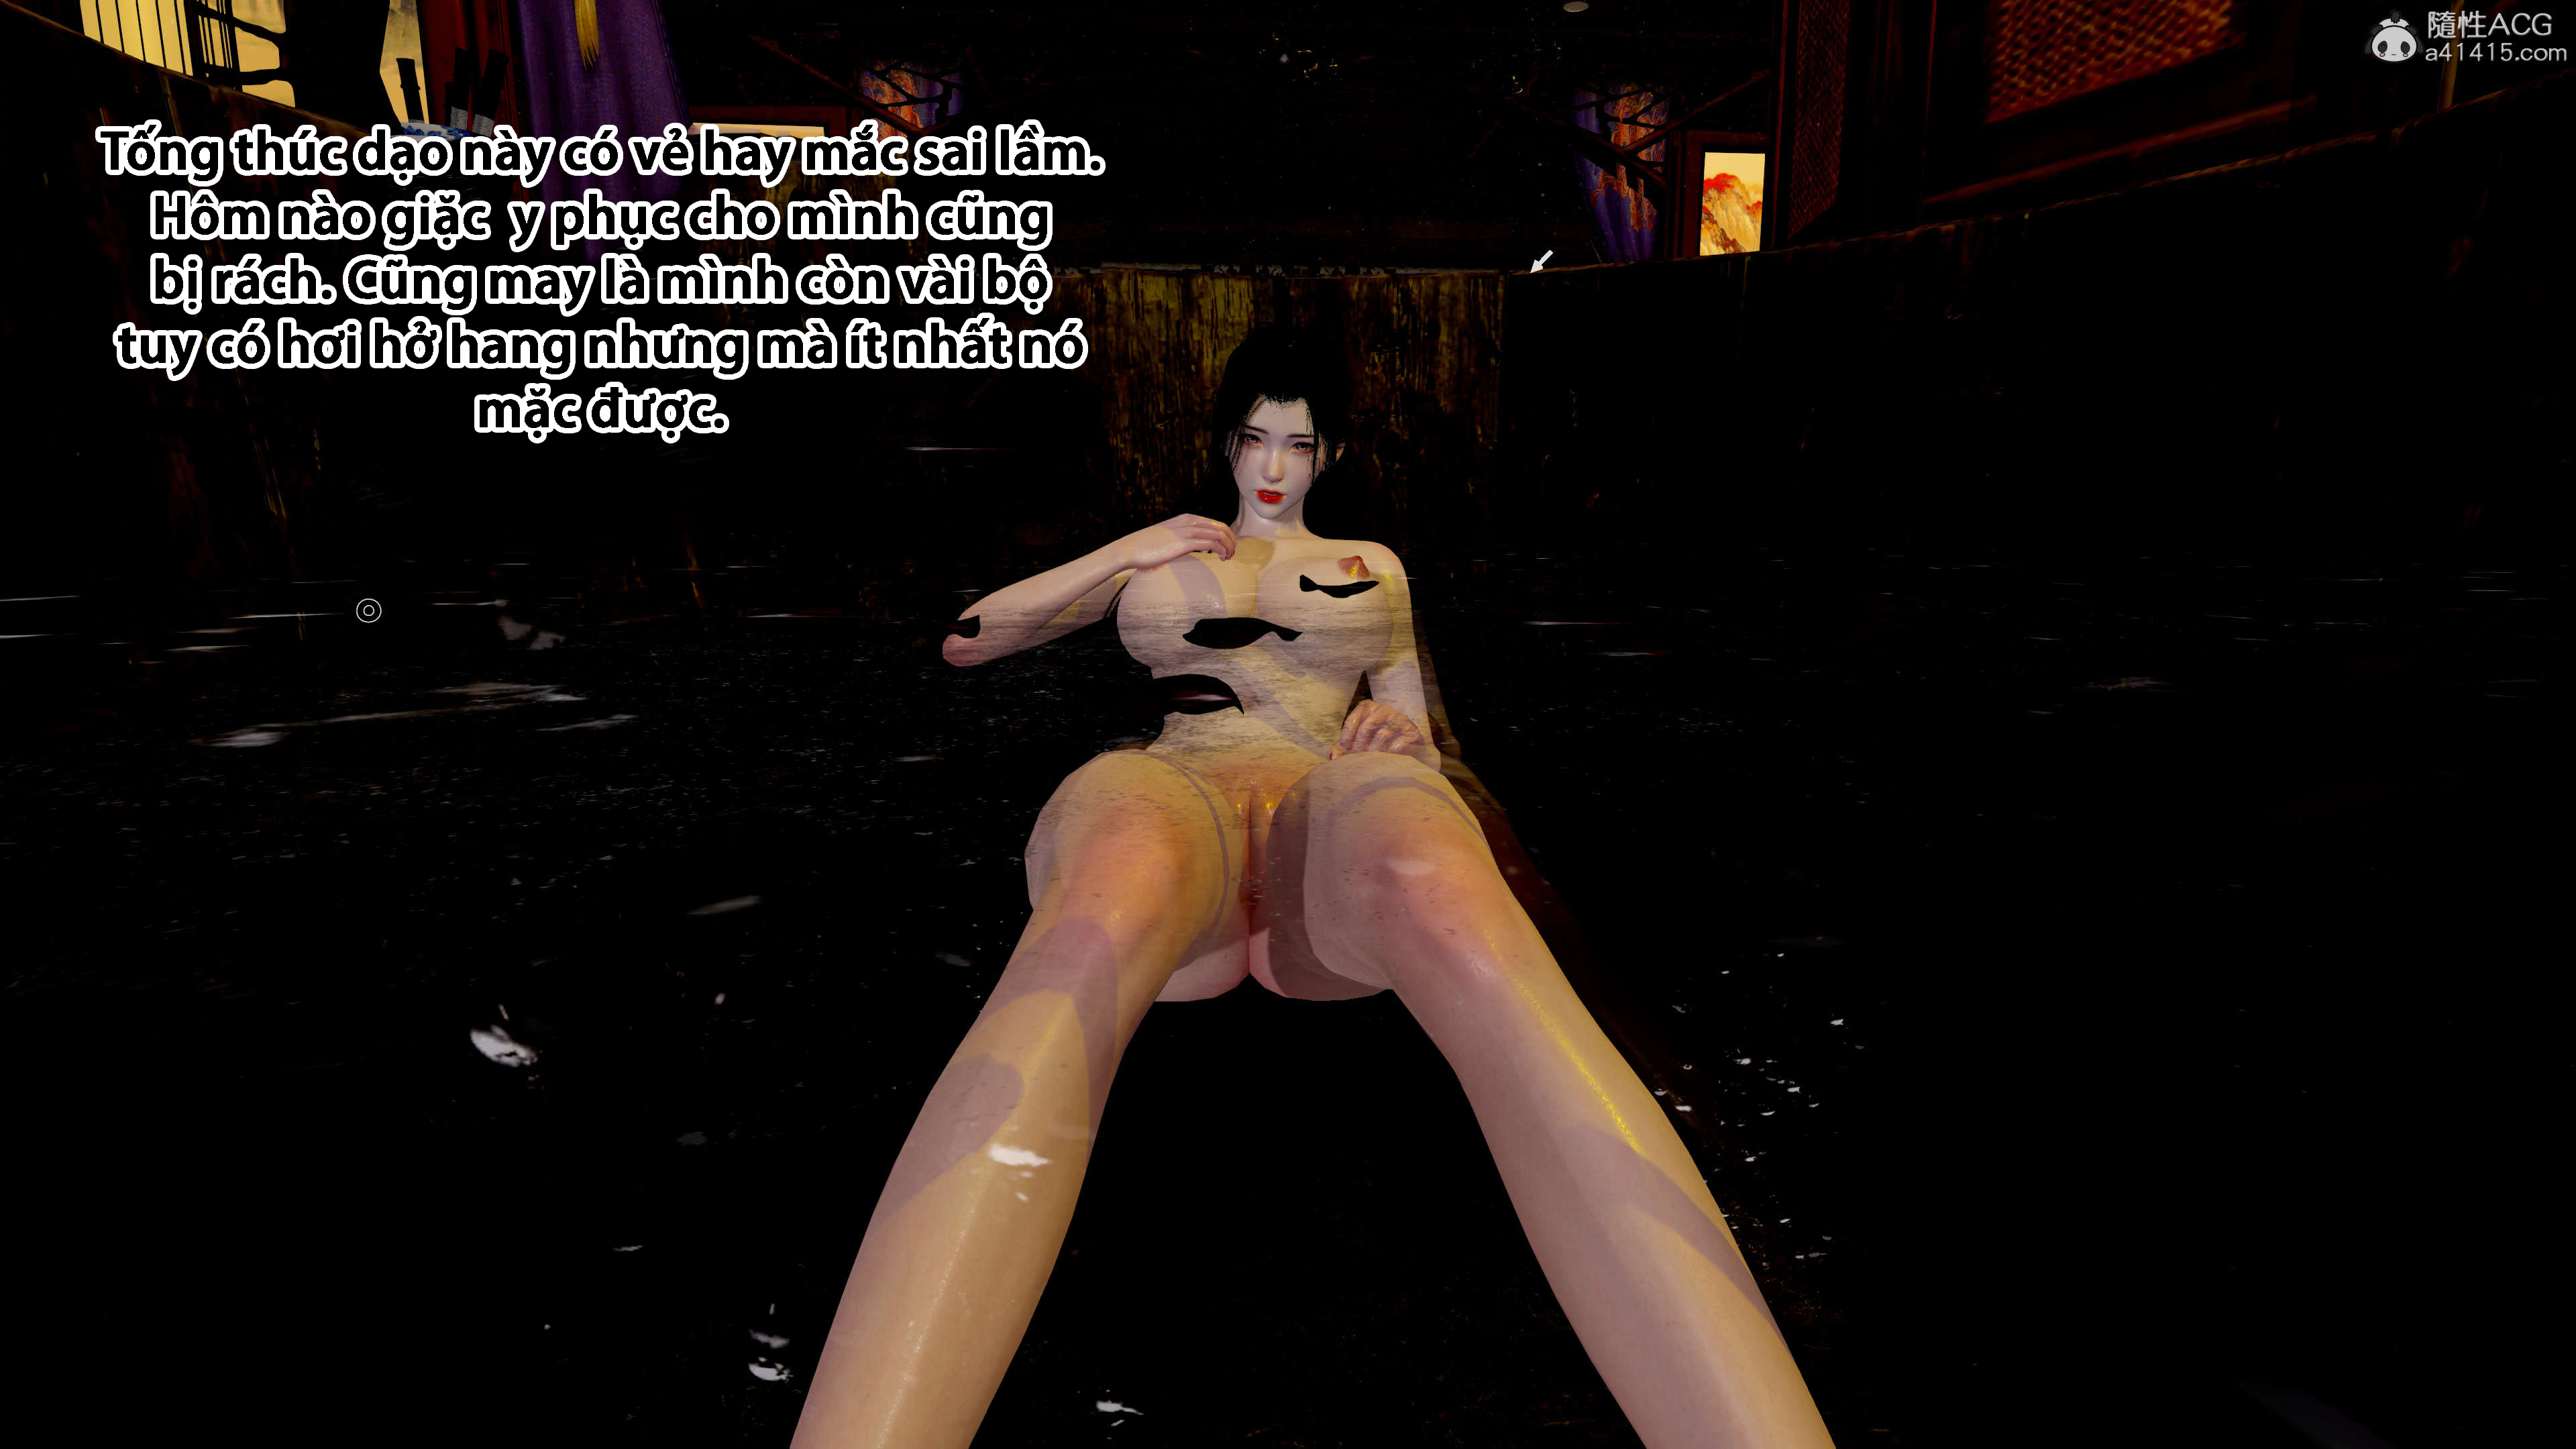 隨性ACG
a41415.com
Tống thúc dạo này có vẻ hay mắc sai lầm.
Hôm nào giặc y phục cho mình cũng
bị rách. Cũng may là mình còn vài bộ
tuy có hơi hở hang nhưng mà ít nhất nó
mặc được.